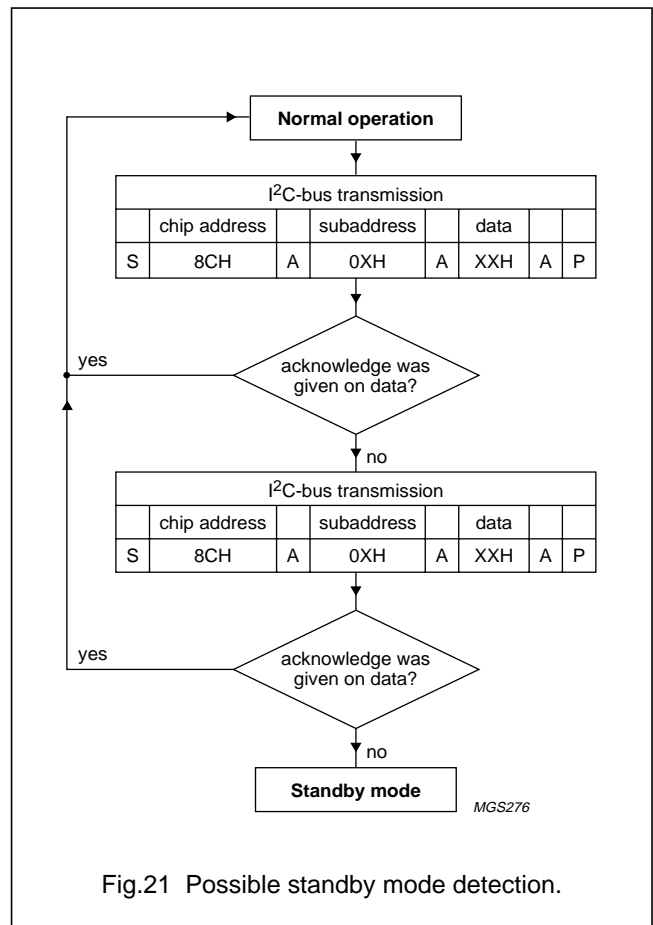 Normal operation
I²C-bus transmission
chip address subaddress data
S 8CH A 0XH A XXH A P
yes
acknowledge was
given on data?
no
I²C-bus transmission
chip address subaddress data
S 8CH A 0XH A XXH A P
yes
acknowledge was
given on data?
no
Standby mode
MGS276
Fig.21 Possible standby mode detection.